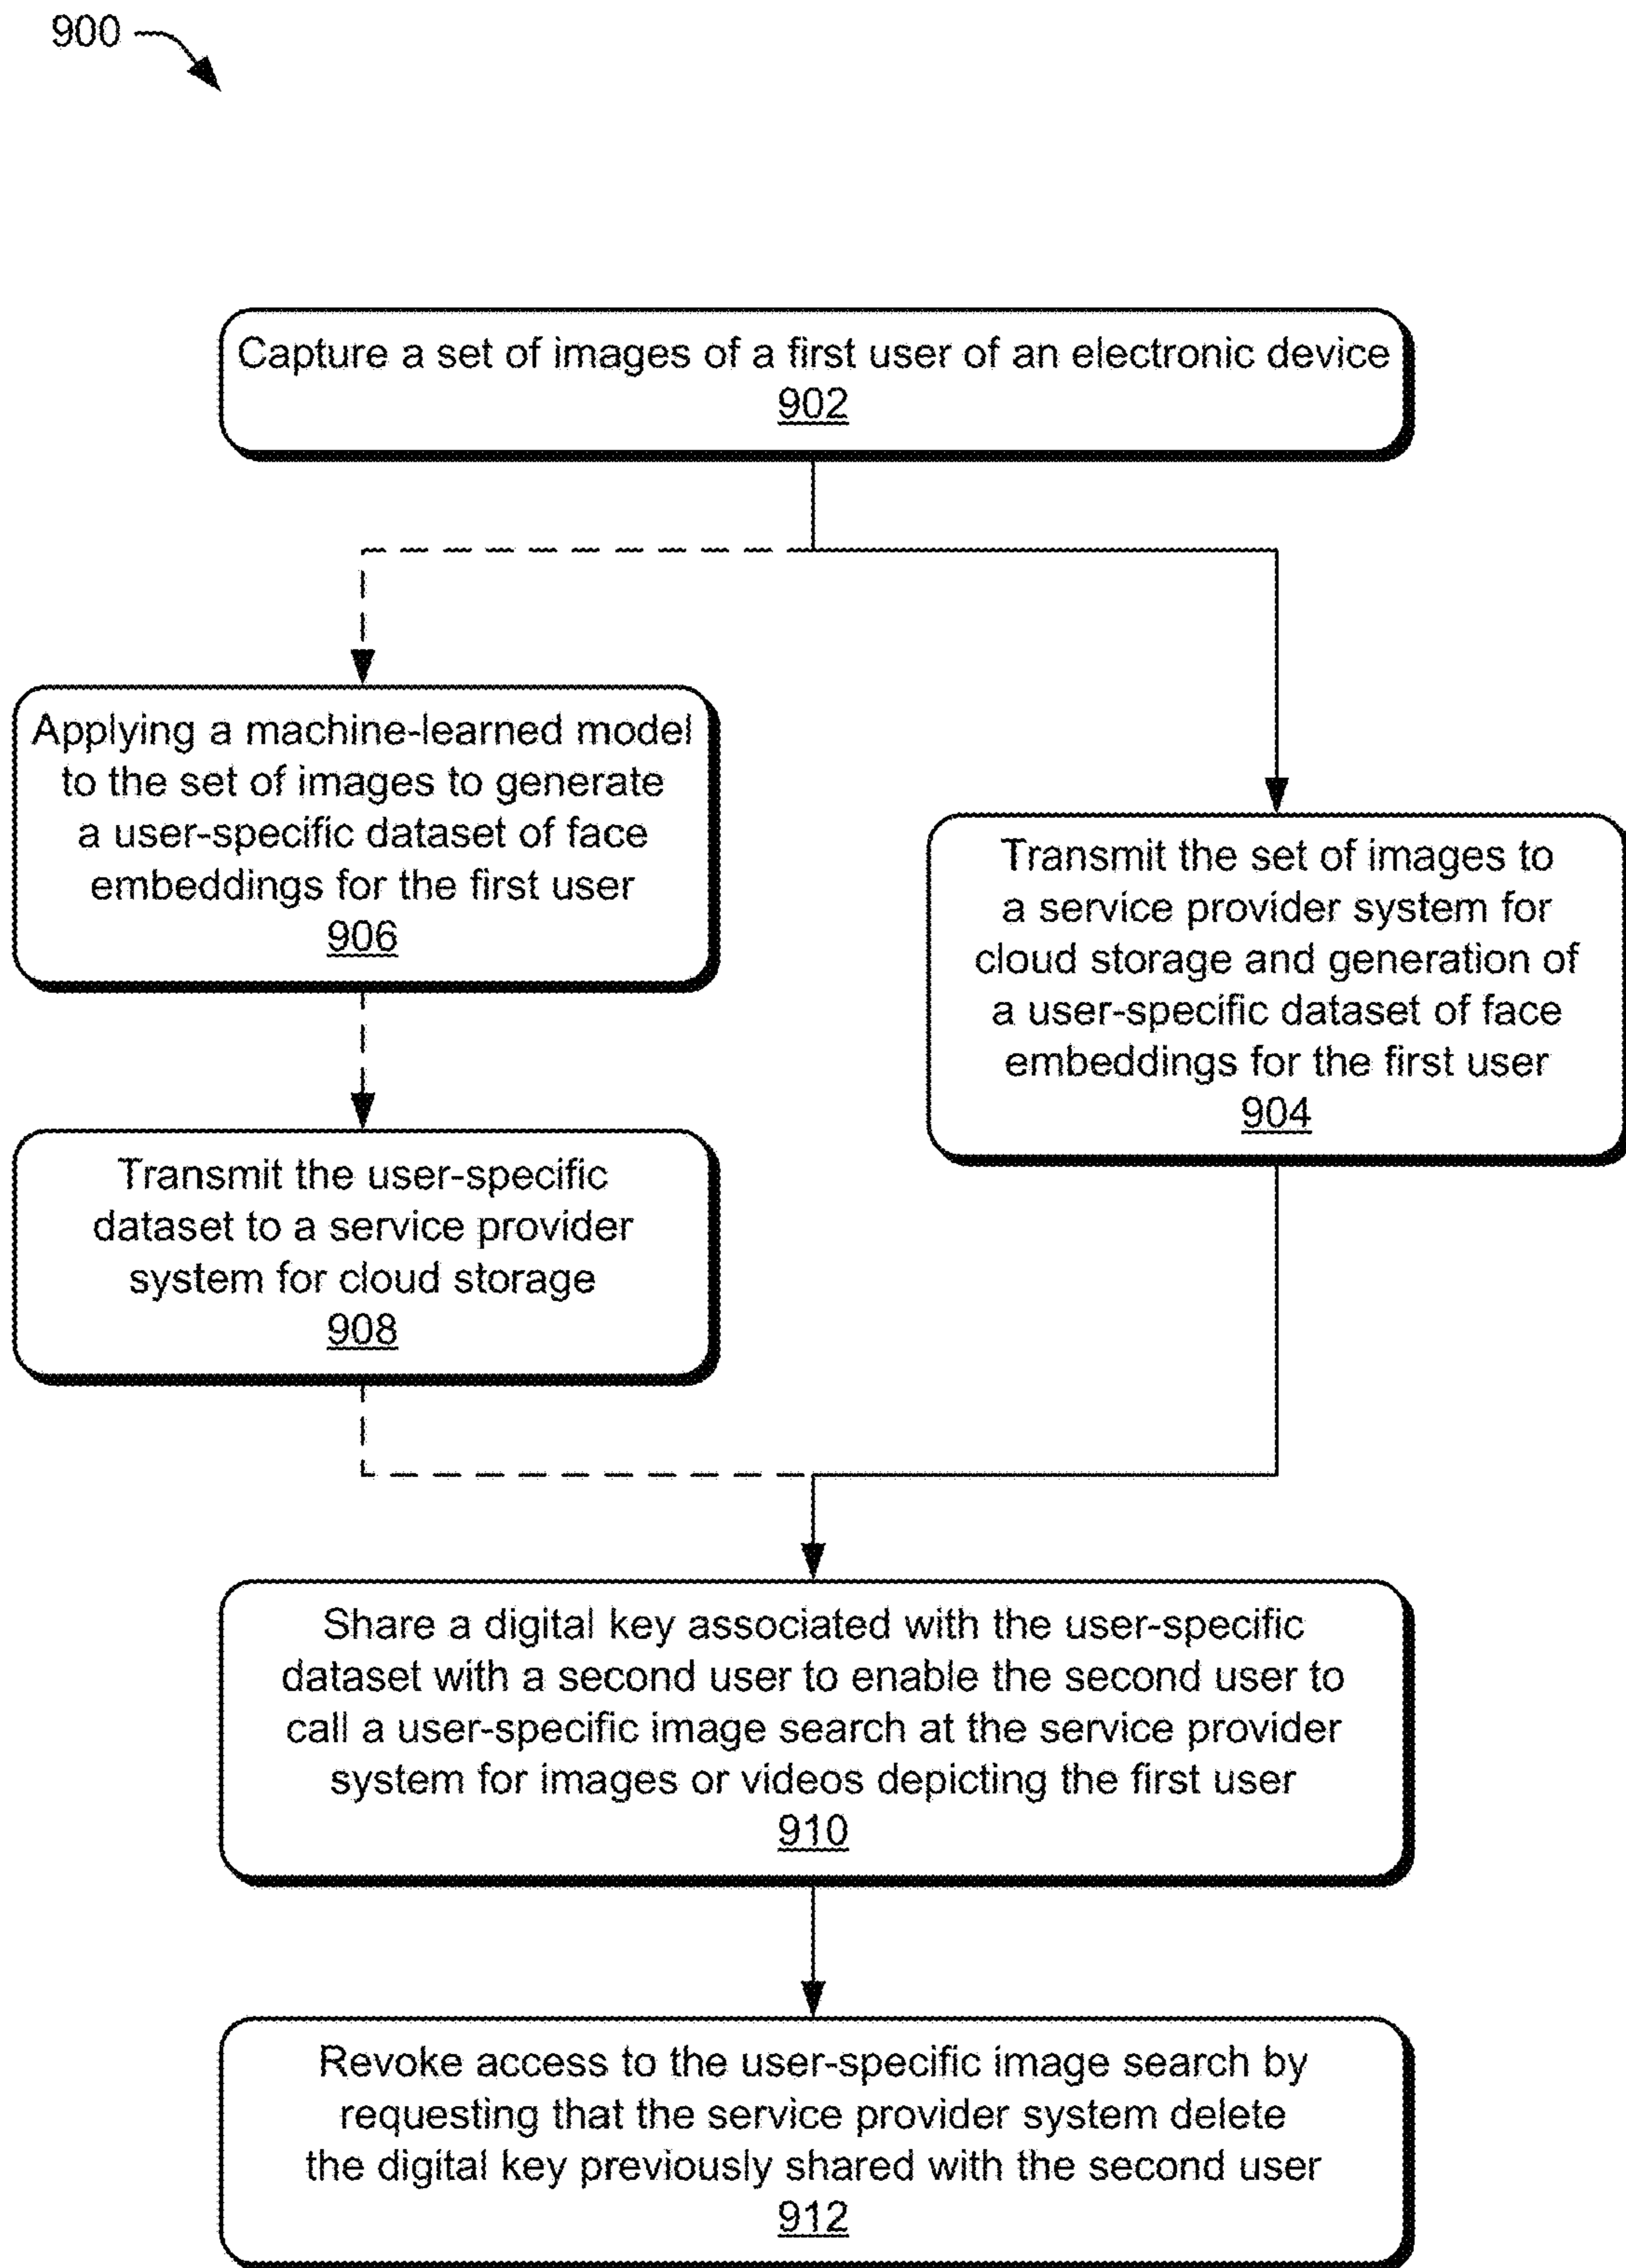 900
Capture a set of images of a first user of an electronic device
902
Applying a machine-learned model
to the set of images to generate
a user-specific dataset of face
embeddings for the first user
906
Transmit the set of images to
a service provider system for
cloud storage and generation of
a user-specific dataset of face
embeddings for the first user
904
Transmit the user-specific
dataset to a service provider
system for cloud storage
908
Share a digital key associated with the user-specific
dataset with a second user to enable the second user to
call a user-specific image search at the service provider
system for images or videos depicting the first user
910
Revoke access to the user-specific image search by
requesting that the service provider system delete
the digital key previously shared with the second user
912